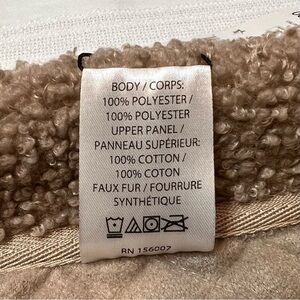 BODY / CORPS:
100% POLYESTER /
100% POLYESTER
UPPER PANEL /
PANNEAU SUPÉRIEUR:
100% COTTON /
100% COTON
FAUX FUR / FOURRURE
SYNTHÉTIQUE
RN 156007